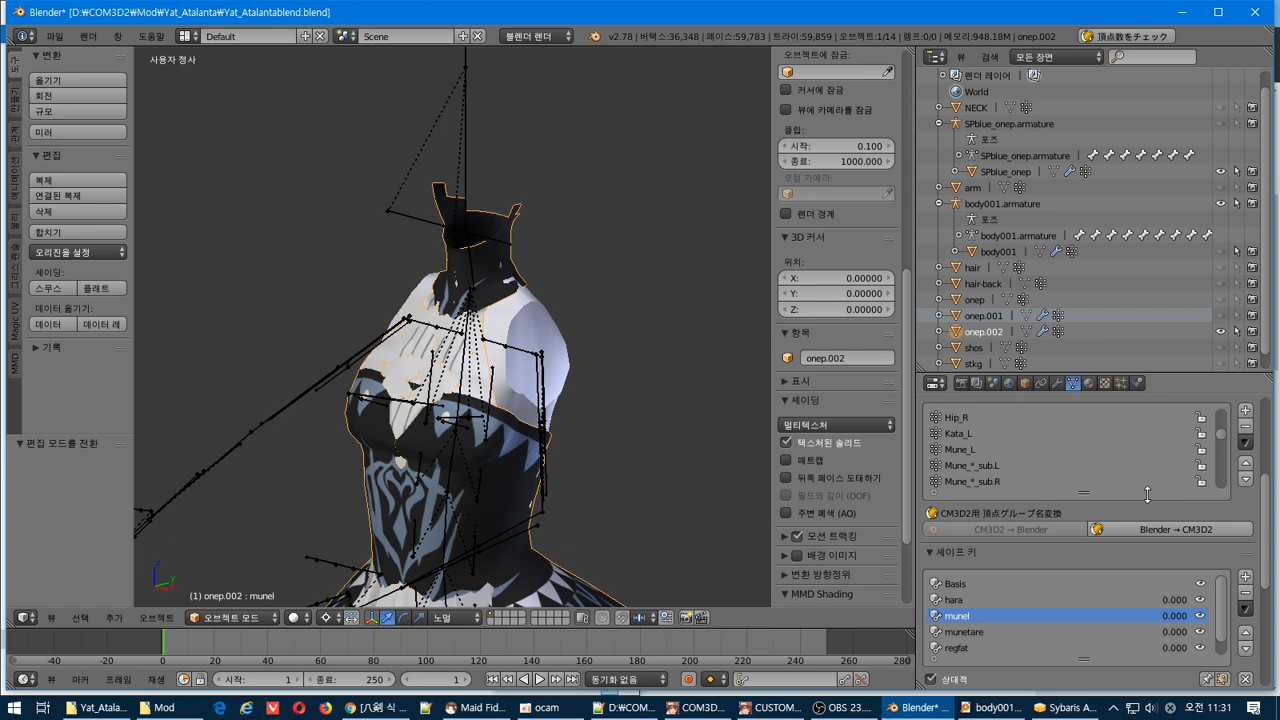 Blender* [D:₩COM3D2₩Mod₩Yat_Atalanta₩Yat_Atalantablend.blend]
파일 렌더 창 도움말 Default Scene 블렌더 렌더 v2.78 | 버텍스:36,348 | 페이스:59,783 | 트라이:59,859 | 오브젝트:1/14 | 램프:0/0 | 메모리:948.18M | onep.002 頂点数をチェック
변환
옮기기
회전
규모
미러
편집
복제
연결된 복제
삭제
합치기
오리진을 설정
셰이딩:
스무스 플래트
데이터 옮기기:
데이터 데이터 레
기록
편집 모드를 전환
Magic UV
MMD
사용자 정사
(1) onep.002 : munel
오브젝트에 잠금:
커서에 잠금
뷰에 카메라를 잠금
클립:
시작: 0.100
종료: 1000.000
로컬 카메라:
렌더 경계
3D 커서
위치:
X: 0.00000
Y: 0.00000
Z: 0.00000
항목
onep.002
표시
셰이딩
멀티텍스처
텍스처된 솔리드
매트캡
뒤쪽 페이스 도태하기
필드의 깊이 (DOF)
주변 폐색 (AO)
모션 트랙킹
배경 이미지
변환 방향정위
MMD Shading
뷰 검색 모든 장면
렌더 레이어
World
NECK
SPblue_onep.armature
포즈
SPblue_onep.armature
SPblue_onep
arm
body001.armature
포즈
body001.armature
body001
hair
hair-back
onep
onep.001
onep.002
shos
stkg
Hip_R
Kata_L
Mune_L
Mune_*_sub.L
Mune_*_sub.R
CM3D2用 頂点グループ名変換
CM3D2 → Blender Blender → CM3D2
셰이프 키
Basis
hara 0.000
munel 0.000
munetare 0.000
regfat 0.000
상대적
뷰 선택 추가 오브젝트 오브젝트 모드 노멀
-40 -20 0 20 40 60 80 100 120 140 160 180 200 220 240 260 280
뷰 마커 프레임 재생 시작: 1 종료: 250 1 동기화 없음
Yat_Atala... Mod [八剣 식 ... Maid Fid... ocam D:₩COM... COM3D... CUSTOM... OBS 23.... Blender* ... body001... Sybaris A... 오전 11:31